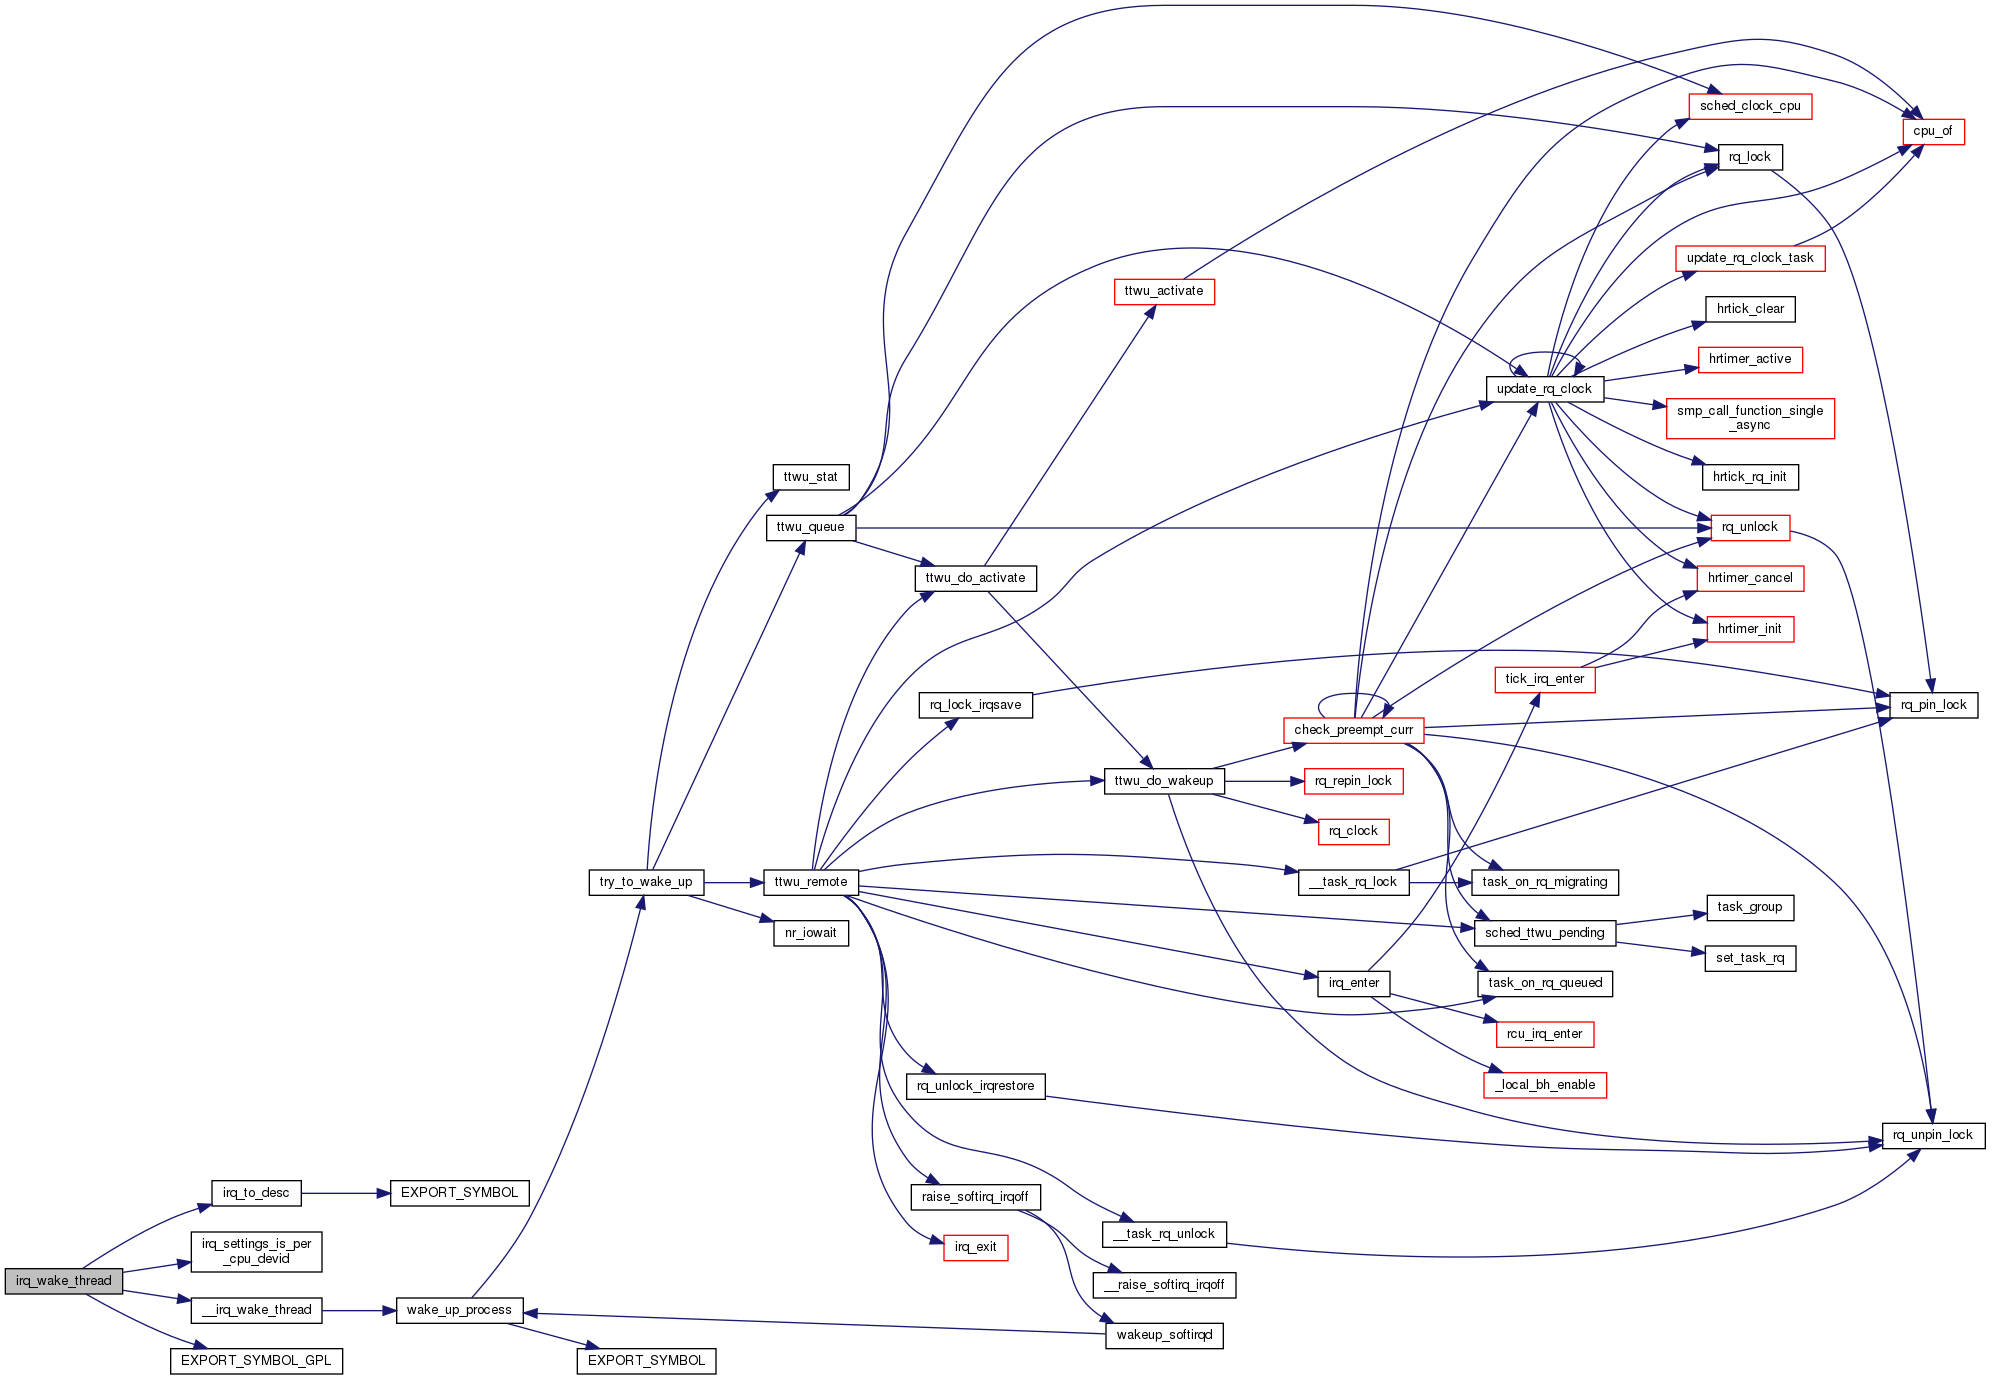 sched_clock_cpu
cpu_of
rq_lock
update_rq_clock_task
ttwu_activate
hrtick_clear
hrtimer_active
update_rq_clock
smp_call_function_single
_async
ttwu_stat
hrtick_rq_init
ttwu_queue
rq_unlock
ttwu_do_activate
hrtimer_cancel
hrtimer_init
tick_irq_enter
rq_lock_irqsave
rq_pin_lock
check_preempt_curr
ttwu_do_wakeup
rq_repin_lock
rq_clock
try_to_wake_up
ttwu_remote
__task_rq_lock
task_on_rq_migrating
task_group
nr_iowait
sched_ttwu_pending
set_task_rq
irq_enter
task_on_rq_queued
rcu_irq_enter
rq_unlock_irqrestore
_local_bh_enable
rq_unpin_lock
irq_to_desc
EXPORT_SYMBOL
raise_softirq_irqoff
__task_rq_unlock
irq_settings_is_per
_cpu_devid
irq_exit
irq_wake_thread
__raise_softirq_irqoff
__irq_wake_thread
wake_up_process
wakeup_softirqd
EXPORT_SYMBOL_GPL
EXPORT_SYMBOL